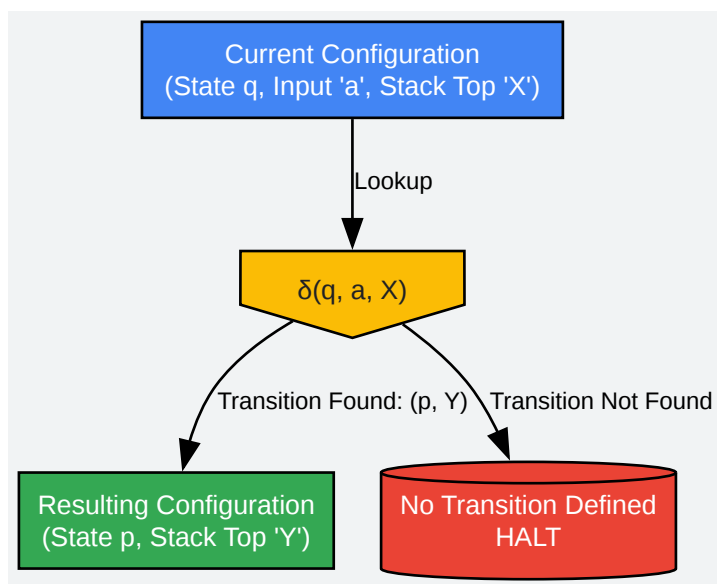 Current Configuration
(State q, Input 'a', Stack Top 'X')
Lookup
δ(q, a, X)
Transition Found: (p, Y)
Transition Not Found
Resulting Configuration
(State p, Stack Top 'Y')
No Transition Defined
HALT